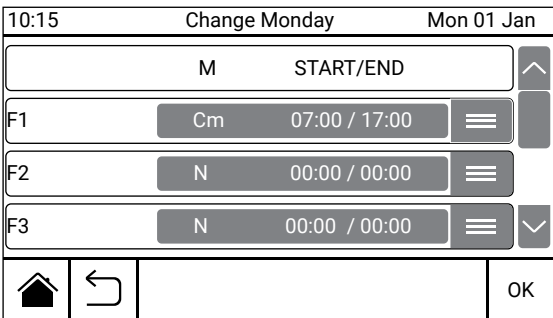 10:15 Change Monday Mon 01 Jan
M START/END
F1 Cm 07:00 / 17:00
F2 N 00:00 / 00:00
F3 N 00:00 / 00:00
OK